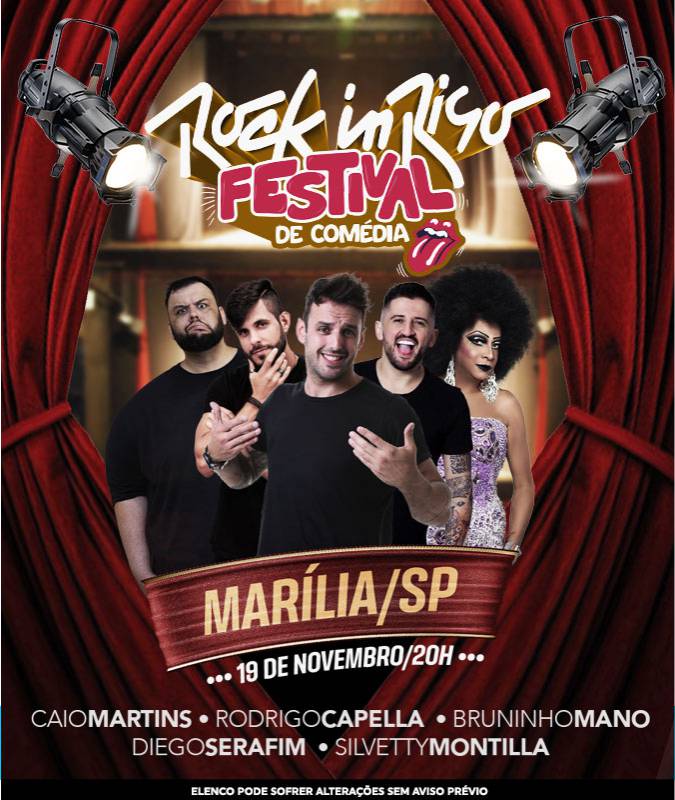 Rock in Riso
FESTIVAL
DE COMÉDIA
MARÍLIA/SP
••• 19 DE NOVEMBRO/20H •••
CAIOMARTINS • RODRIGOCAPELLA • BRUNINHOMANO
DIEGOSERAFIM • SILVETTYMONTILLA
ELENCO PODE SOFRER ALTERAÇÕES SEM AVISO PRÉVIO